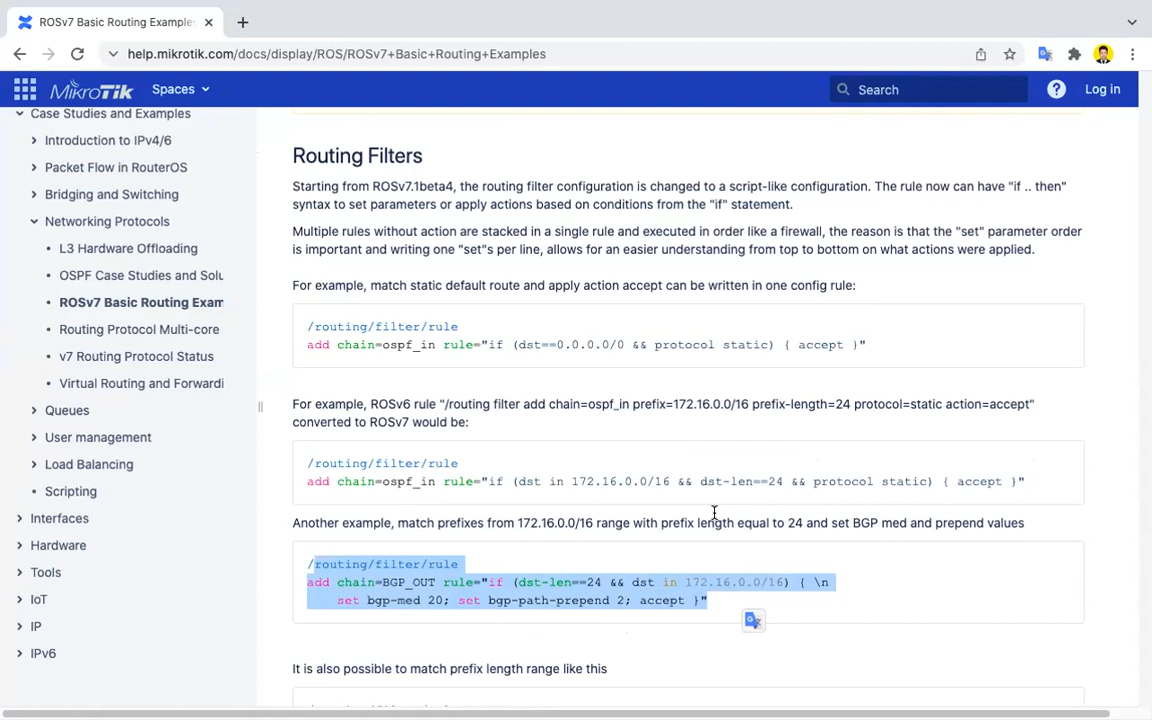 ROSv7 Basic Routing Examples
help.mikrotik.com/docs/display/ROS/ROSv7+Basic+Routing+Examples
MikroTik
Spaces
Search
Log in
Case Studies and Examples
Introduction to IPv4/6
Packet Flow in RouterOS
Bridging and Switching
Networking Protocols
L3 Hardware Offloading
OSPF Case Studies and Solu
ROSv7 Basic Routing Exam
Routing Protocol Multi-core
v7 Routing Protocol Status
Virtual Routing and Forwardi
Queues
User management
Load Balancing
Scripting
Interfaces
Hardware
Tools
IoT
IP
IPv6
Routing Filters
Starting from ROSv7.1beta4, the routing filter configuration is changed to a script-like configuration. The rule now can have "if .. then"
syntax to set parameters or apply actions based on conditions from the "if" statement.
Multiple rules without action are stacked in a single rule and executed in order like a firewall, the reason is that the "set" parameter order
is important and writing one "set"s per line, allows for an easier understanding from top to bottom on what actions were applied.
For example, match static default route and apply action accept can be written in one config rule:
/routing/filter/rule
add chain=ospf_in rule="if (dst==0.0.0.0/0 && protocol static) { accept }"
For example, ROSv6 rule "/routing filter add chain=ospf_in prefix=172.16.0.0/16 prefix-length=24 protocol=static action=accept"
converted to ROSv7 would be:
/routing/filter/rule
add chain=ospf_in rule="if (dst in 172.16.0.0/16 && dst-len==24 && protocol static) { accept }"
Another example, match prefixes from 172.16.0.0/16 range with prefix length equal to 24 and set BGP med and prepend values
/routing/filter/rule
add chain=BGP_OUT rule="if (dst-len==24 && dst in 172.16.0.0/16) { \n
set bgp-med 20; set bgp-path-prepend 2; accept }"
It is also possible to match prefix length range like this